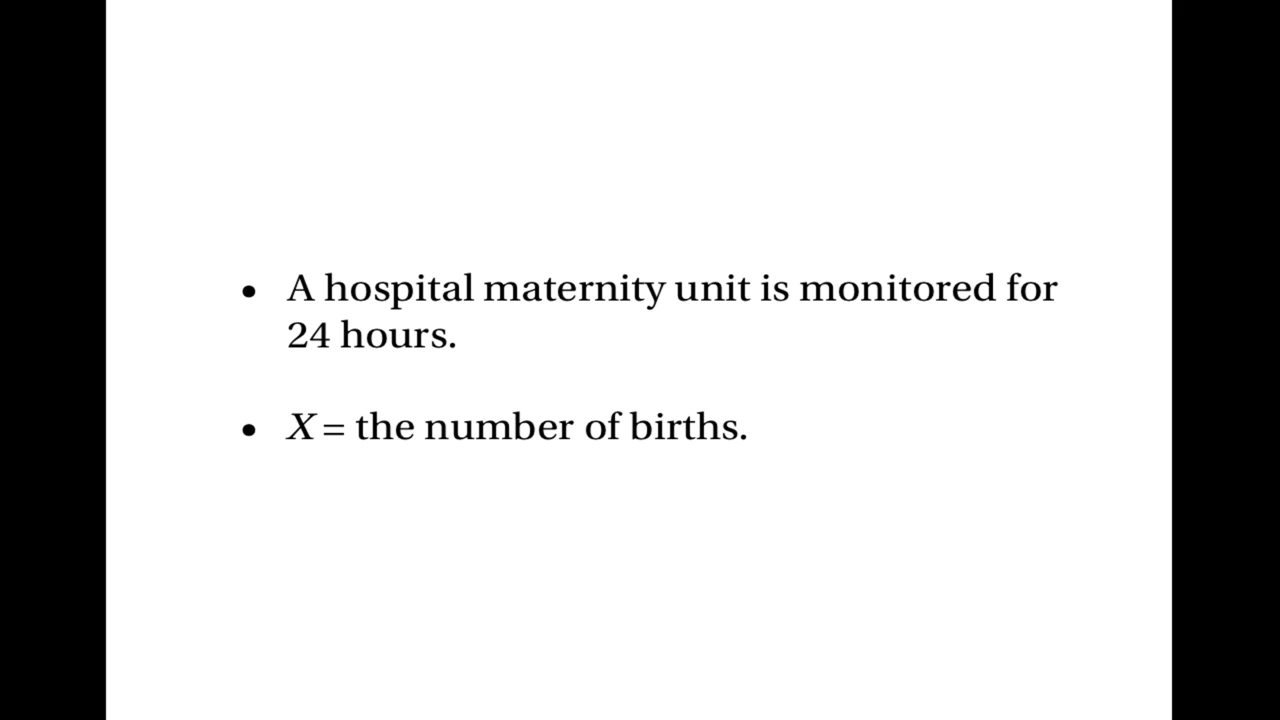 • A hospital maternity unit is monitored for
24 hours.
• X = the number of births.